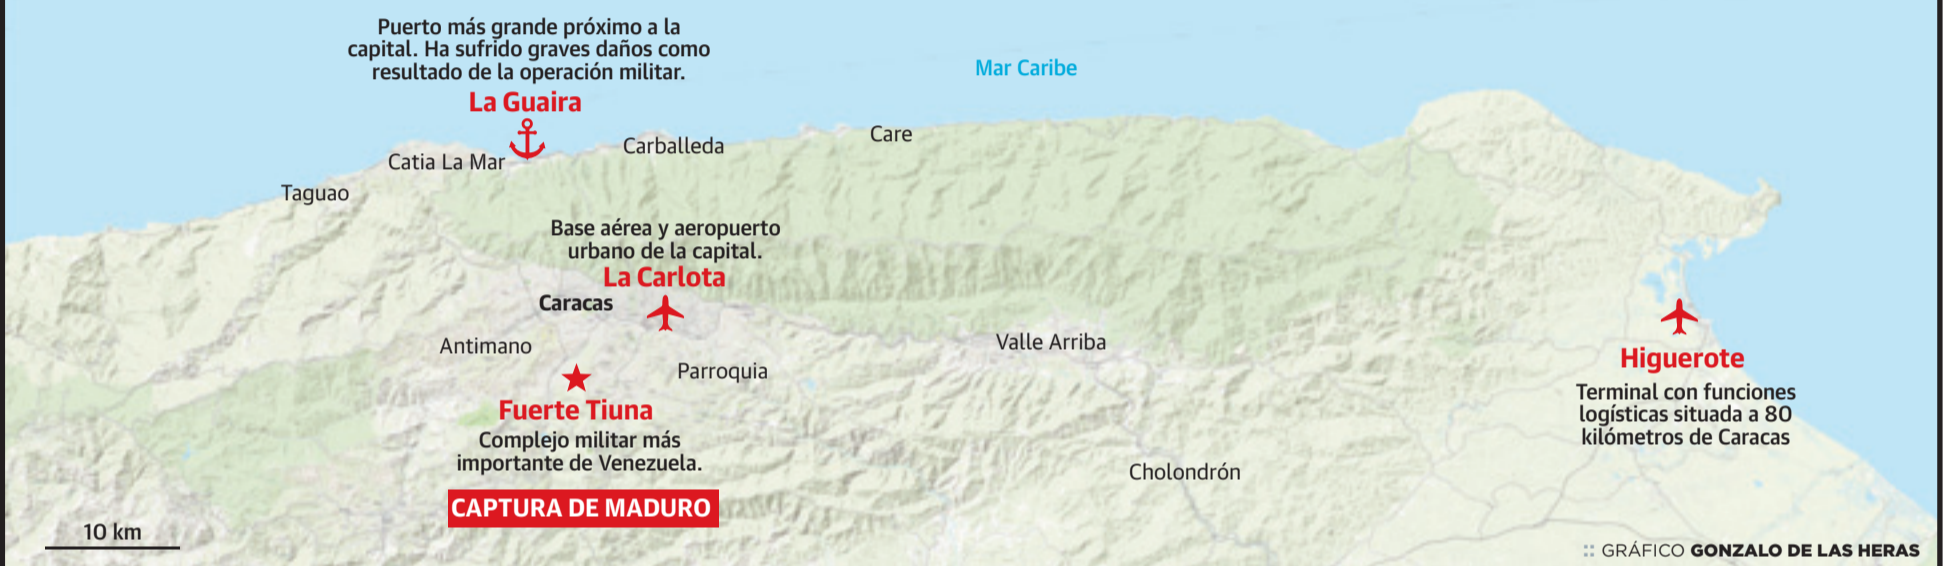 Puerto más grande próximo a la
capital. Ha sufrido graves daños como
resultado de la operación militar.
La Guaira
Mar Caribe
Care
Carballeda
Catia La Mar
Taguao
Base aérea y aeropuerto
urbano de la capital.
La Carlota
Caracas
Antimano
Valle Arriba
Parroquia
Fuerte Tiuna
Complejo militar más
importante de Venezuela.
CAPTURA DE MADURO
Higuerote
Terminal con funciones
logísticas situada a 80
kilómetros de Caracas
Cholondrón
10 km
:: GRÁFICO GONZALO DE LAS HERAS